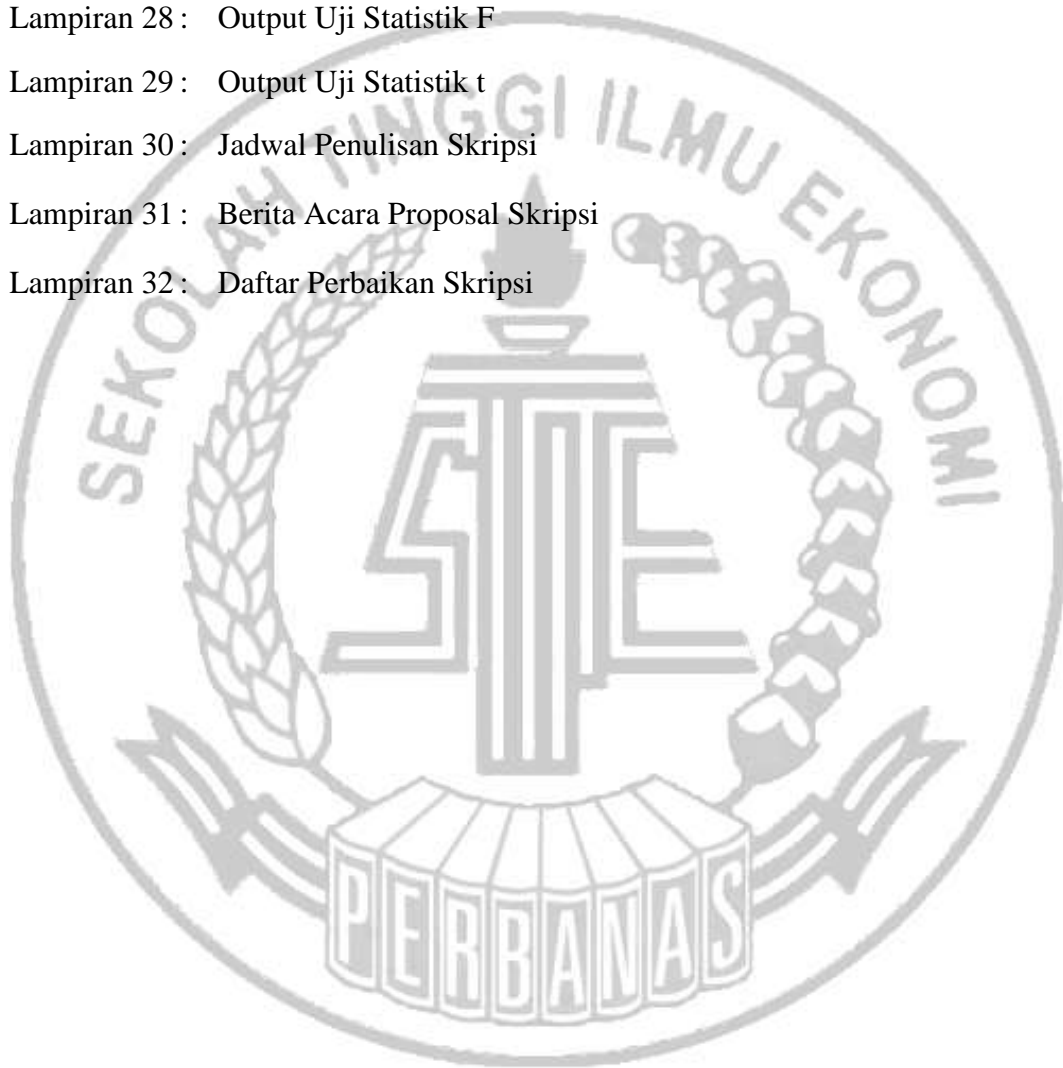 Lampiran 28 : Output Uji Statistik F
Lampiran 29 : Output Uji Statistik t
Lampiran 30 : Jadwal Penulisan Skripsi
Lampiran 31 : Berita Acara Proposal Skripsi
Lampiran 32 : Daftar Perbaikan Skripsi
SEKOLAH TINGGI ILMU EKONOMI
STIE
PERBANAS